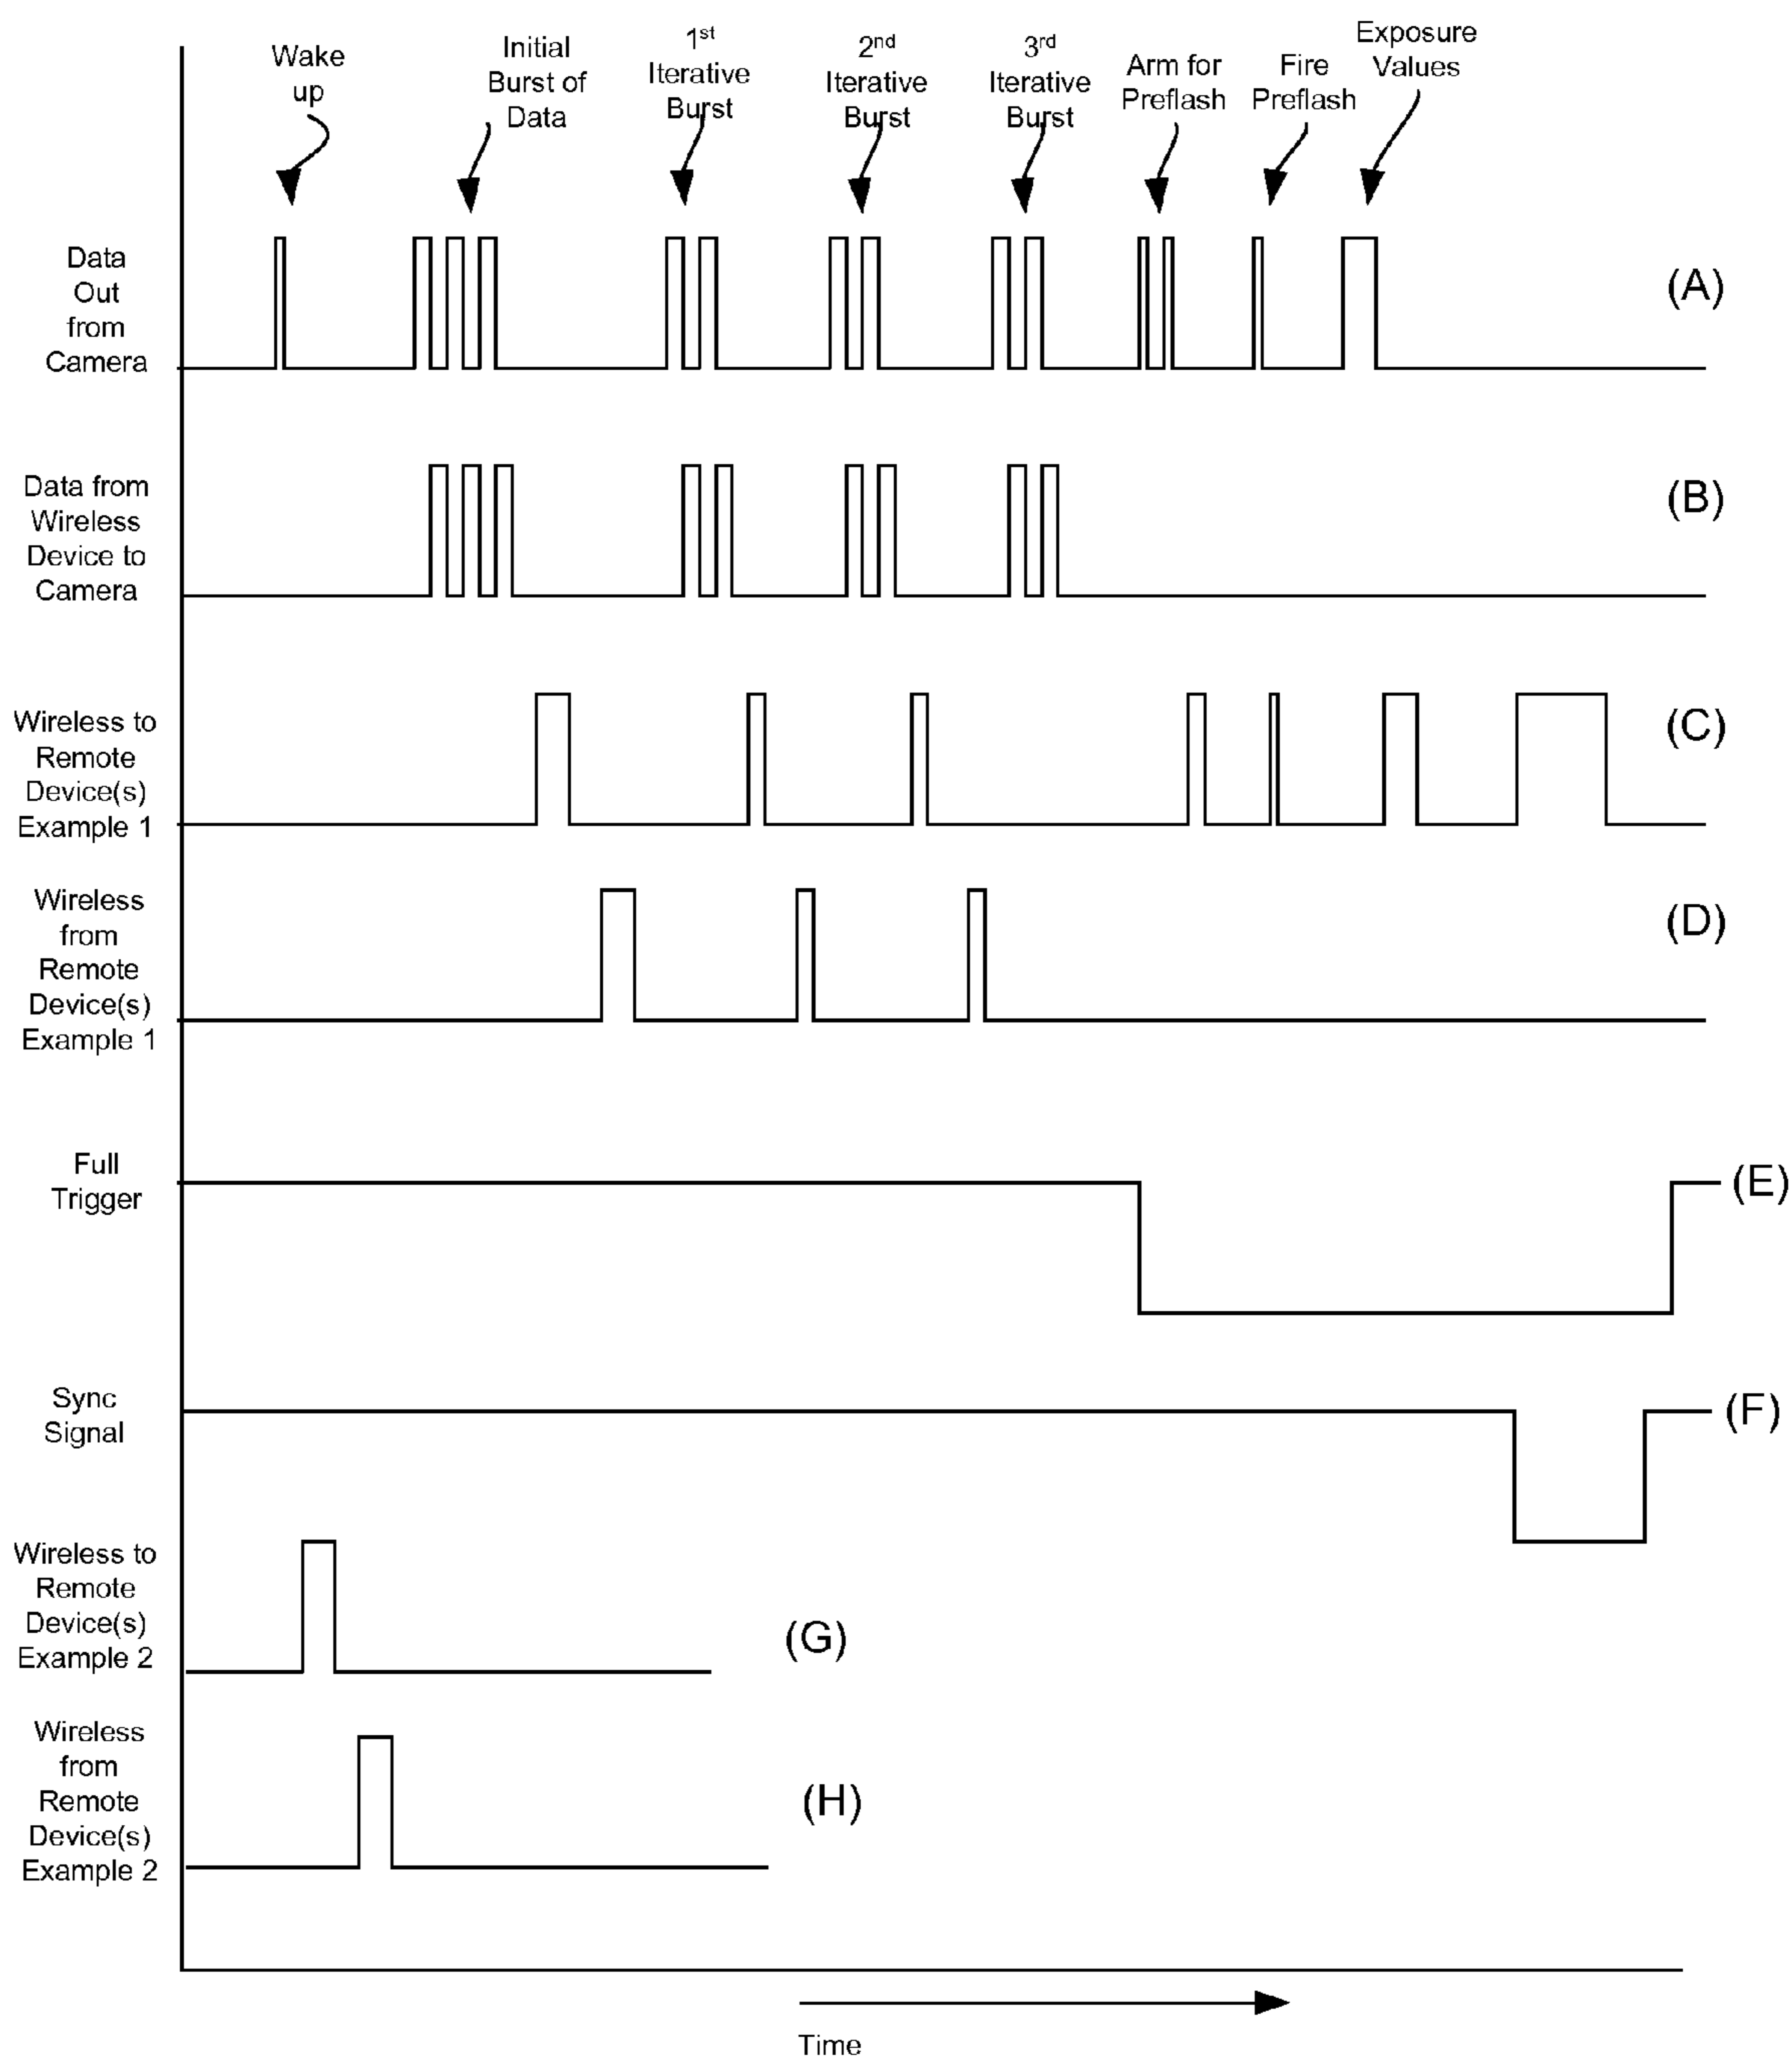 Wake
up
Initial
Burst of
Data
1st
Iterative
Burst
2nd
Iterative
Burst
3rd
Iterative
Burst
Arm for
Preflash
Fire
Preflash
Exposure
Values
Data
Out
from
Camera
(A)
Data from
Wireless
Device to
Camera
(B)
Wireless to
Remote
Device(s)
Example 1
(C)
Wireless
from
Remote
Device(s)
Example 1
(D)
Full
Trigger
(E)
Sync
Signal
(F)
Wireless to
Remote
Device(s)
Example 2
(G)
Wireless
from
Remote
Device(s)
Example 2
(H)
Time